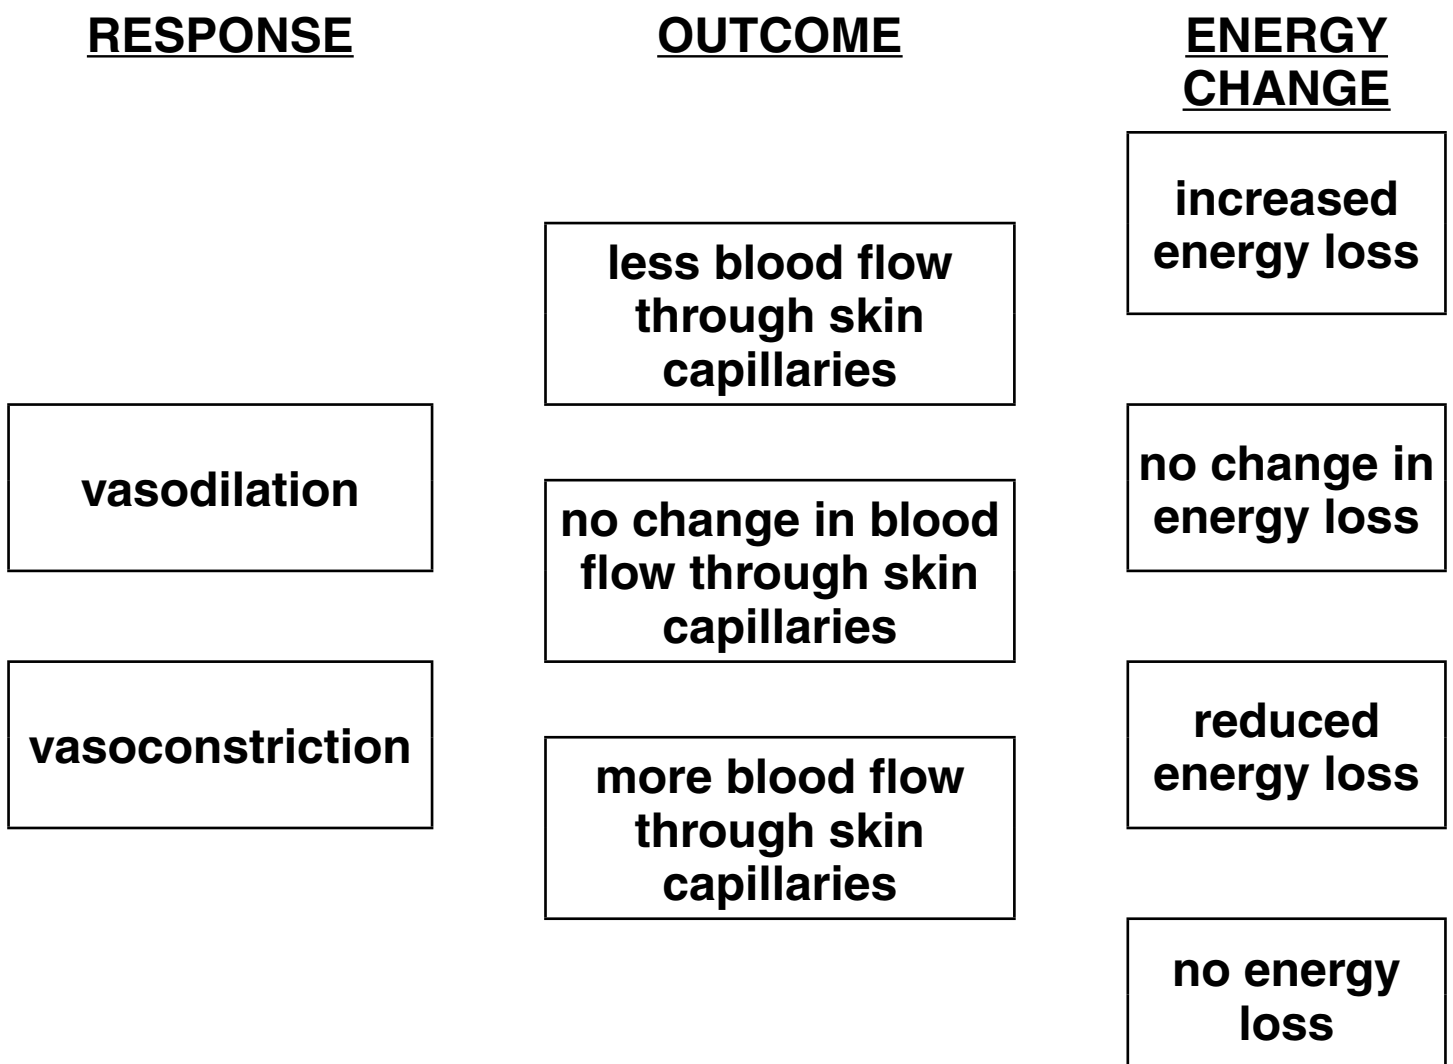 RESPONSE
OUTCOME
ENERGY
CHANGE
vasodilation
vasoconstriction
less blood flow
through skin
capillaries
no change in blood
flow through skin
capillaries
more blood flow
through skin
capillaries
increased
energy loss
no change in
energy loss
reduced
energy loss
no energy
loss